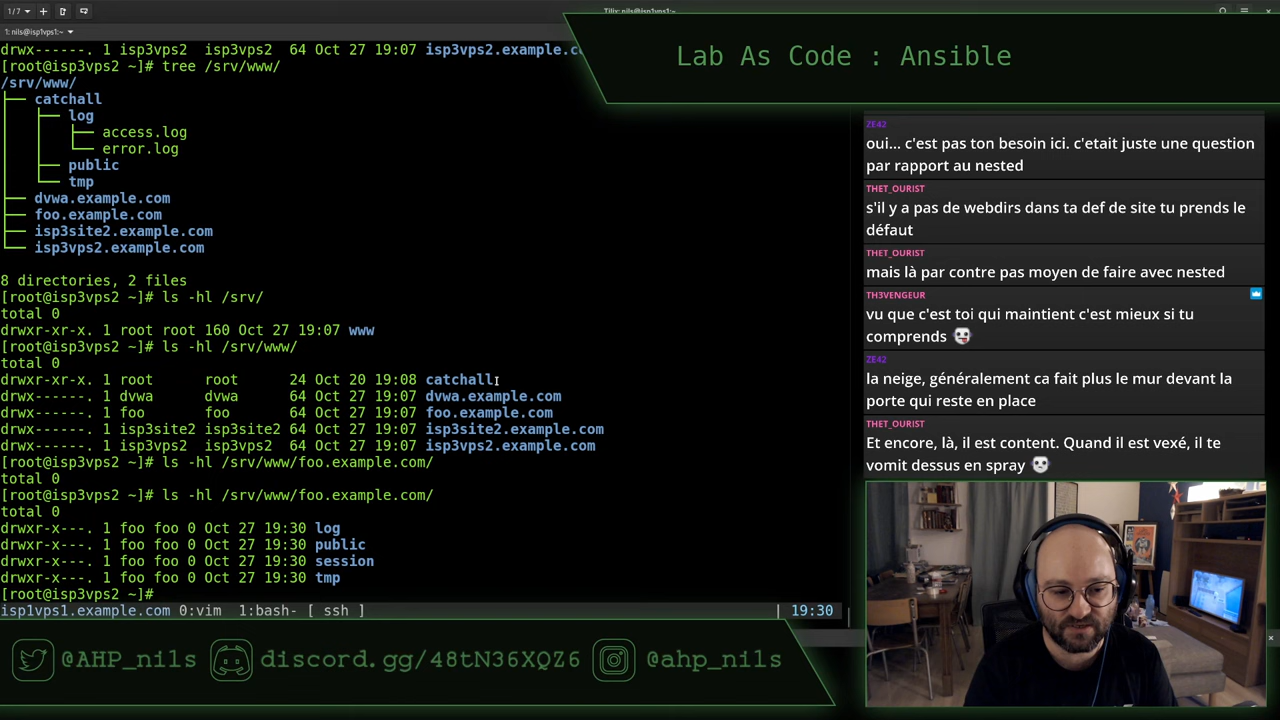 1/7
Tilix: nils@isp1vps1:~
1: nils@isp1vps1:~
Lab As Code : Ansible
drwx------. 1 isp3vps2  isp3vps2  64 Oct 27 19:07 isp3vps2.example.co
[root@isp3vps2 ~]# tree /srv/www/
/srv/www/
├── catchall
│   ├── log
│   │   ├── access.log
│   │   └── error.log
│   ├── public
│   └── tmp
├── dvwa.example.com
├── foo.example.com
├── isp3site2.example.com
└── isp3vps2.example.com
8 directories, 2 files
[root@isp3vps2 ~]# ls -hl /srv/
total 0
drwxr-xr-x. 1 root root 160 Oct 27 19:07 www
[root@isp3vps2 ~]# ls -hl /srv/www/
total 0
drwxr-xr-x. 1 root      root      24 Oct 20 19:08 catchall
drwx------. 1 dvwa      dvwa      64 Oct 27 19:07 dvwa.example.com
drwx------. 1 foo       foo       64 Oct 27 19:07 foo.example.com
drwx------. 1 isp3site2 isp3site2 64 Oct 27 19:07 isp3site2.example.com
drwx------. 1 isp3vps2  isp3vps2  64 Oct 27 19:07 isp3vps2.example.com
[root@isp3vps2 ~]# ls -hl /srv/www/foo.example.com/
total 0
[root@isp3vps2 ~]# ls -hl /srv/www/foo.example.com/
total 0
drwxr-x---. 1 foo foo 0 Oct 27 19:30 log
drwxr-x---. 1 foo foo 0 Oct 27 19:30 public
drwxr-x---. 1 foo foo 0 Oct 27 19:30 session
drwxr-x---. 1 foo foo 0 Oct 27 19:30 tmp
[root@isp3vps2 ~]#
isp1vps1.example.com 0:vim  1:bash- [ ssh ] | 19:30
ZE42
oui... c'est pas ton besoin ici. c'etait juste une question
par rapport au nested
THET_OURIST
s'il y a pas de webdirs dans ta def de site tu prends le
défaut
THET_OURIST
mais là par contre pas moyen de faire avec nested
TH3VENGEUR
vu que c'est toi qui maintient c'est mieux si tu
comprends
ZE42
la neige, généralement ca fait plus le mur devant la
porte qui reste en place
THET_OURIST
Et encore, là, il est content. Quand il est vexé, il te
vomit dessus en spray
@AHP_nils
discord.gg/48tN36XQZ6
@ahp_nils